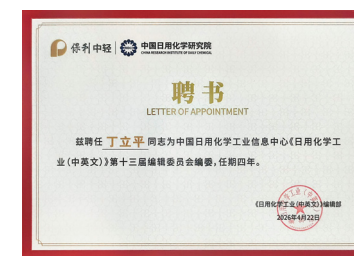 保利中轻 中国日用化学研究院
CHINA RESEARCH INSTITUTE OF DAILY CHEMICAL
聘书
LETTER OF APPOINTMENT
兹聘任 丁立平 同志为中国日用化学工业信息中心《日用化学工
业(中英文)》第十三届编辑委员会编委,任期四年。
《日用化学工业(中英文)》编辑部
2026年4月22日